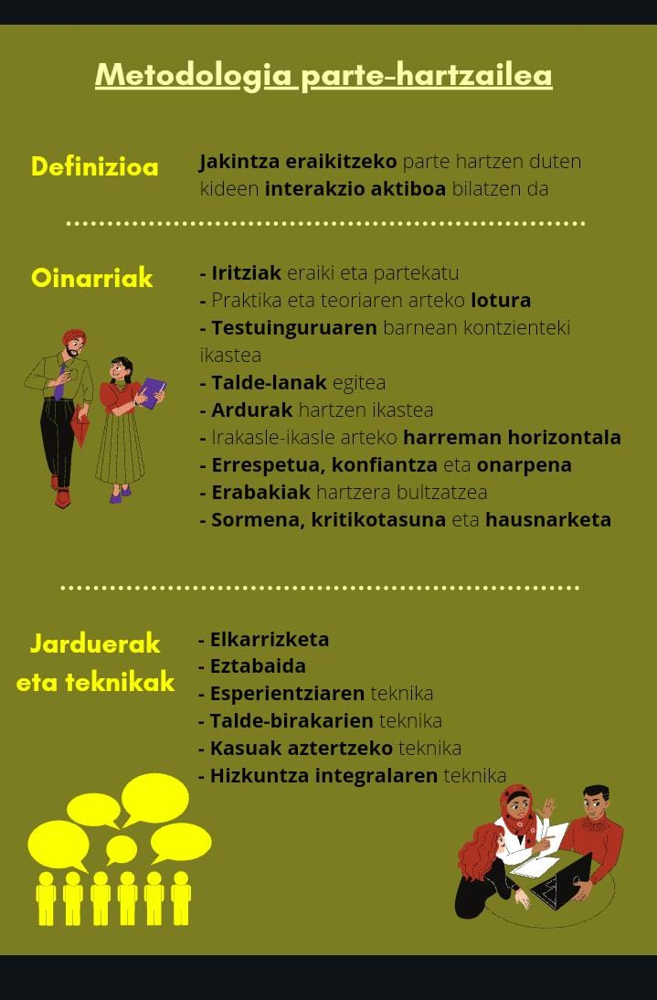 Metodologia parte-hartzailea
Definizioa
Jakintza eraikitzeko parte hartzen duten
kideen interakzio aktiboa bilatzen da
Oinarriak
- Iritziak eraiki eta partekatu
- Praktika eta teoriaren arteko lotura
- Testuinguruaren barnean kontzienteki
ikastea
- Talde-lanak egitea
- Ardurak hartzen ikastea
- Irakasle-ikasle arteko harreman horizontala
- Errespetua, konfiantza eta onarpena
- Erabakiak hartzera bultzatzea
- Sormena, kritikotasuna eta hausnarketa
Jarduerak
eta teknikak
- Elkarrizketa
- Eztabaida
- Esperientziaren teknika
- Talde-birakarien teknika
- Kasuak aztertzeko teknika
- Hizkuntza integralaren teknika